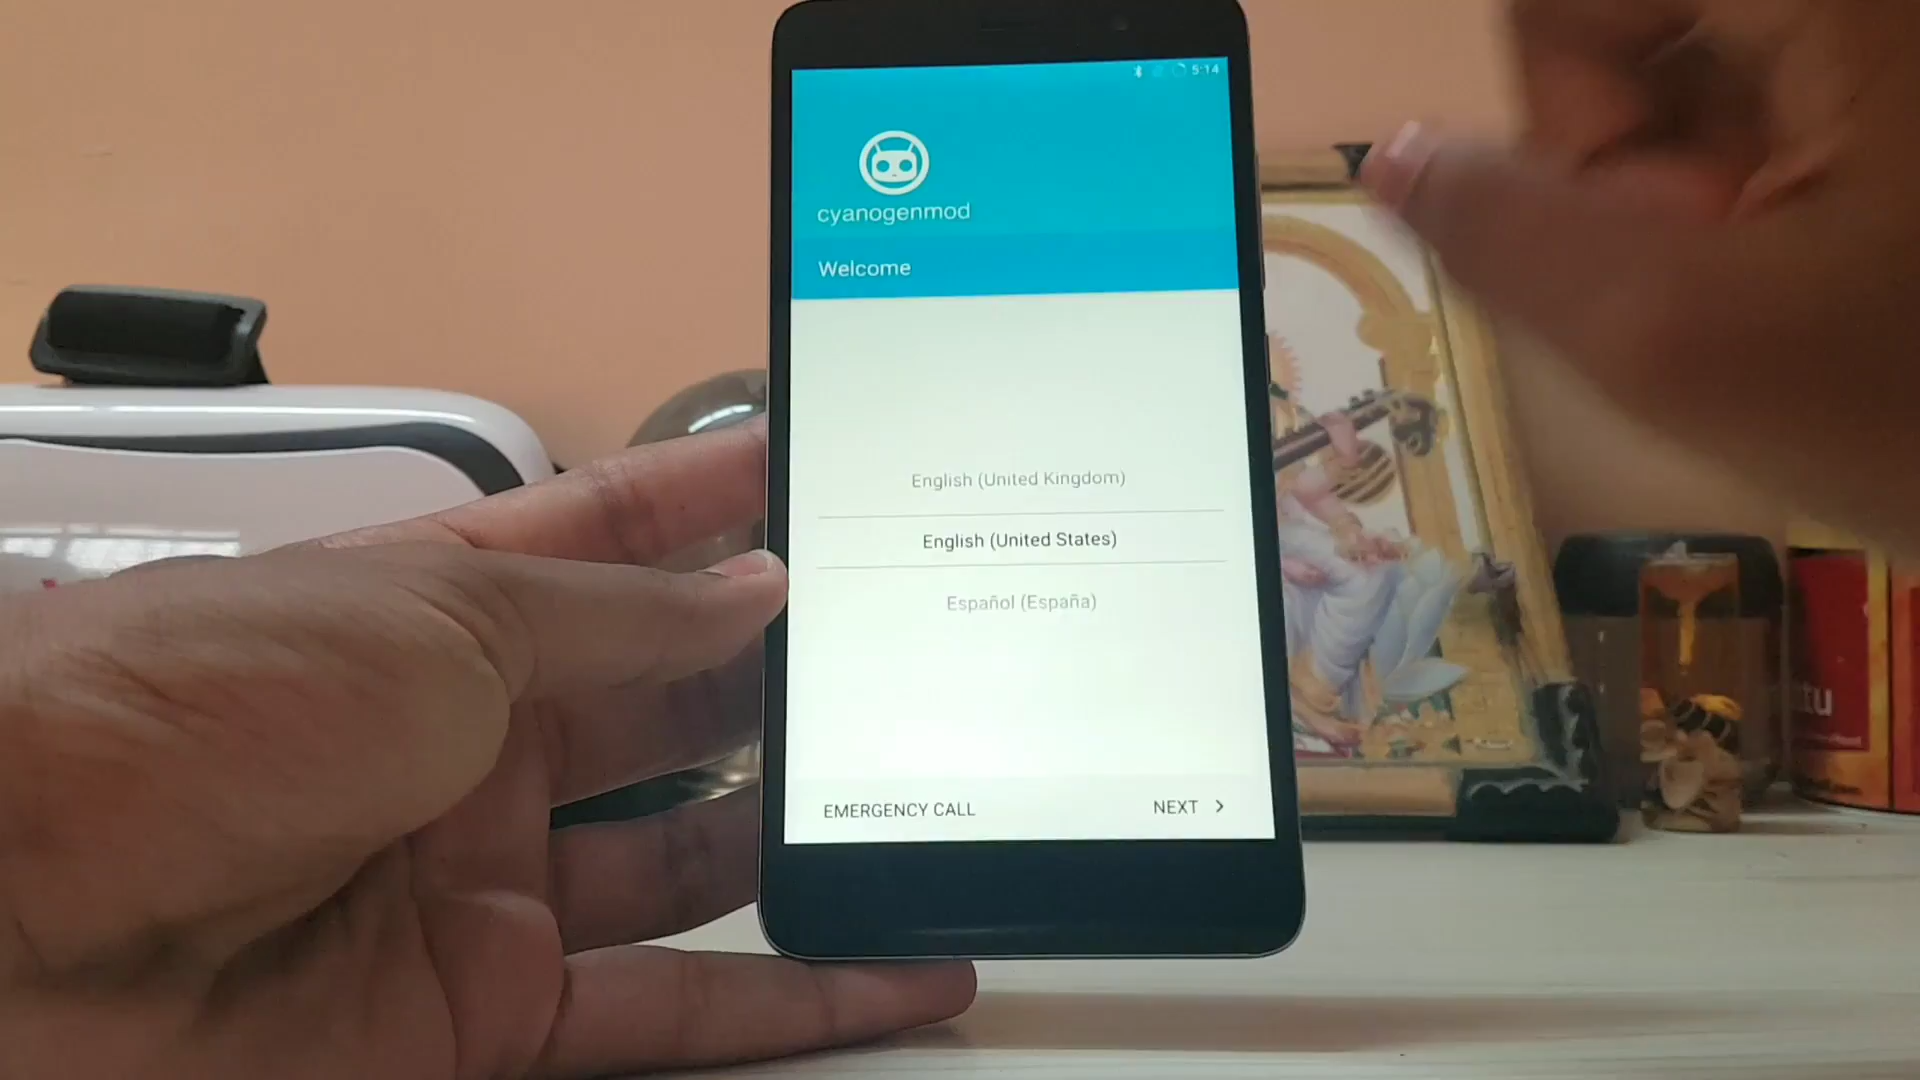 5:14
cyanogenmod
Welcome
English (United Kingdom)
English (United States)
Español (España)
EMERGENCY CALL
NEXT